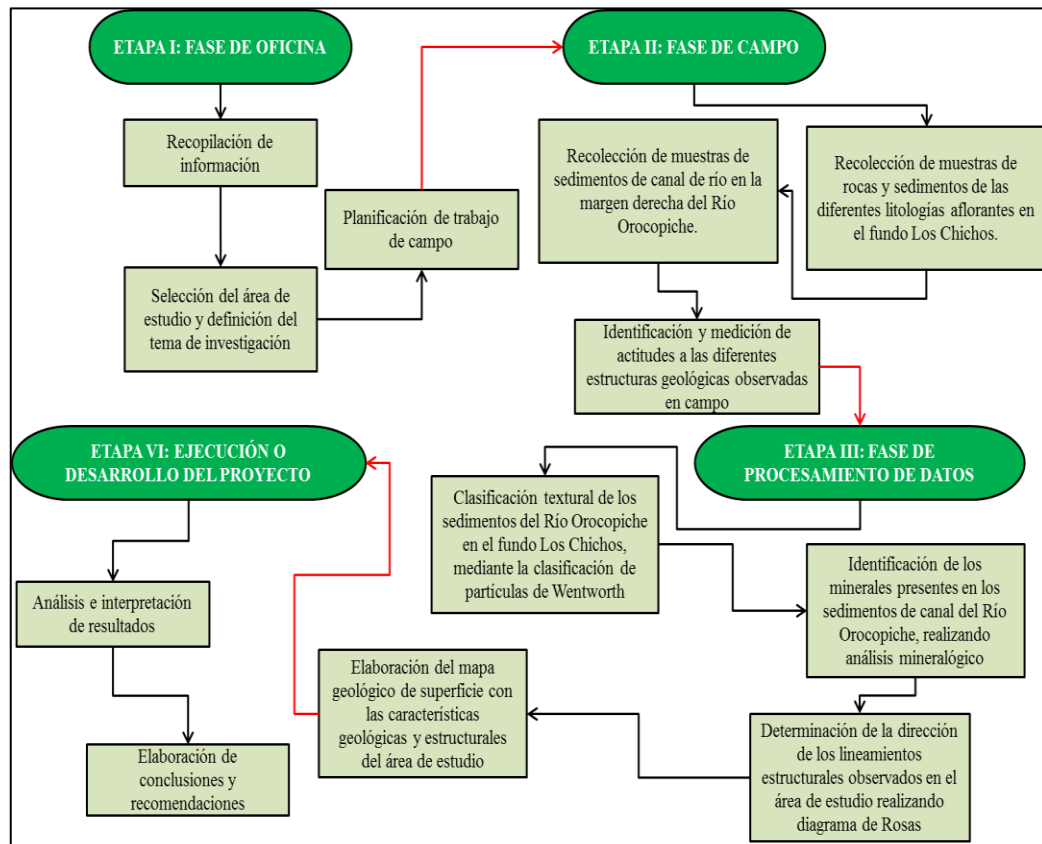 ETAPA I: FASE DE OFICINA
Recopilación de
información
Selección del área de
estudio y definición del
tema de investigación
Planificación de trabajo
de campo
ETAPA II: FASE DE CAMPO
Recolección de muestras de
rocas y sedimentos de las
diferentes litologías aflorantes en
el fundo Los Chichos.
Recolección de muestras de
sedimentos de canal de río en la
margen derecha del Río
Orocopiche.
Identificación y medición de
actitudes a las diferentes
estructuras geológicas observadas
en campo
ETAPA III: FASE DE
PROCESAMIENTO DE DATOS
Clasificación textural de los
sedimentos del Río Orocopiche
en el fundo Los Chichos,
mediante la clasificación de
partículas de Wentworth
Identificación de los
minerales presentes en los
sedimentos de canal del Río
Orocopiche, realizando
análisis mineralógico
Determinación de la dirección
de los lineamientos
estructurales observados en el
área de estudio realizando
diagrama de Rosas
Elaboración del mapa
geológico de superficie con
las características
geológicas y estructurales
del área de estudio
ETAPA VI: EJECUCIÓN O
DESARROLLO DEL PROYECTO
Análisis e interpretación
de resultados
Elaboración de
conclusiones y
recomendaciones